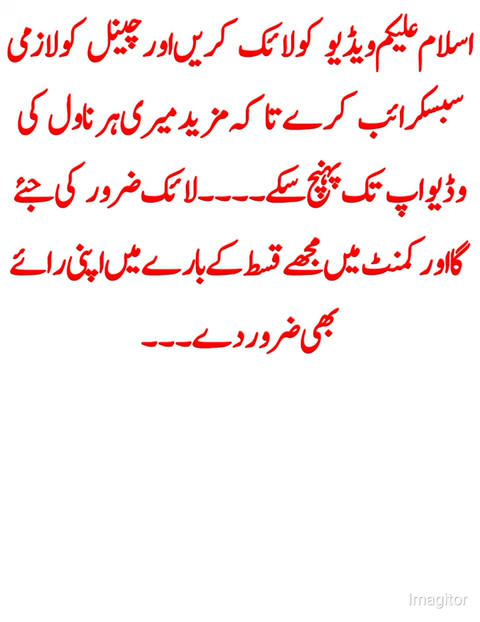 اسلام علیکم ویڈیو کو لائک کریں اور چینل کو لازمی
سبسکرائب کرے تا کہ مزید میری ہر ناول کی
وڈیو اپ تک پہنچ سکے ۔۔۔۔ لائک ضرور کی جئے
گا اور کمنٹ میں مجھے قسط کے بارے میں اپنی رائے
بھی ضرور دے ۔۔۔
Imagitor